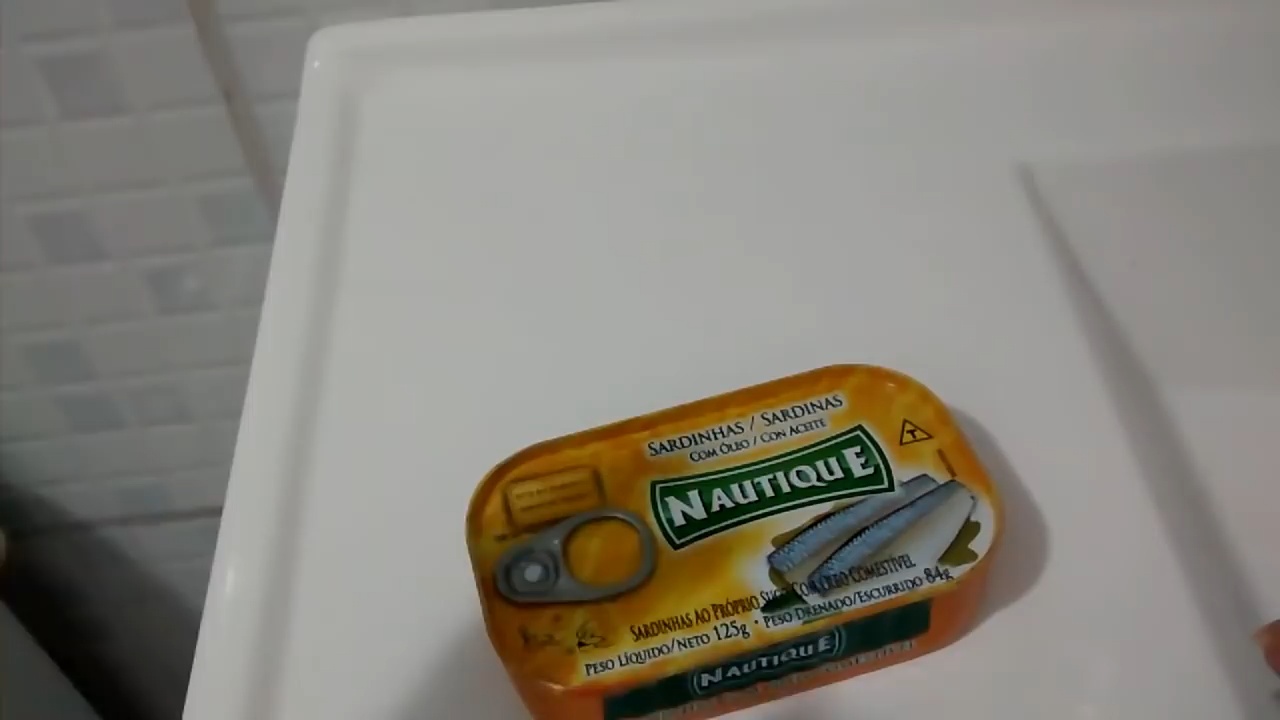 SARDINHAS / SARDINAS
COM ÓLEO / CON ACEITE
NAUTIQUE
T
SARDINHAS AO PRÓPRIO SUCO COM ÓLEO COMESTÍVEL
PESO LÍQUIDO/NETO 125g • PESO DRENADO/ESCURRIDO 84g
NAUTIQUE